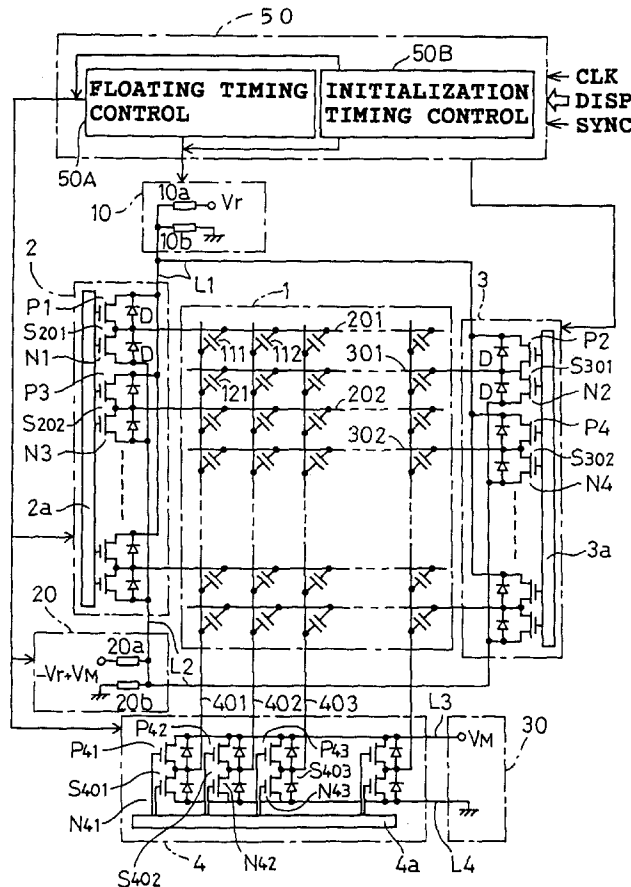 50
50B
FLOATING TIMING CONTROL
INITIALIZATION TIMING CONTROL
CLK
DISP
SYNC
50A
10a
Vr
10
10b
L1
2
1
3
P1
S201
N1
P3
S202
N3
D
D
111
112
201
301
121
202
302
D
D
P2
S301
N2
P4
S302
N4
2a
3a
20
20a
-Vr+VM
20b
L2
401
402
403
L3
P42
P41
P43
VM
30
S401
S403
N41
N43
N42
S402
4
4a
L4